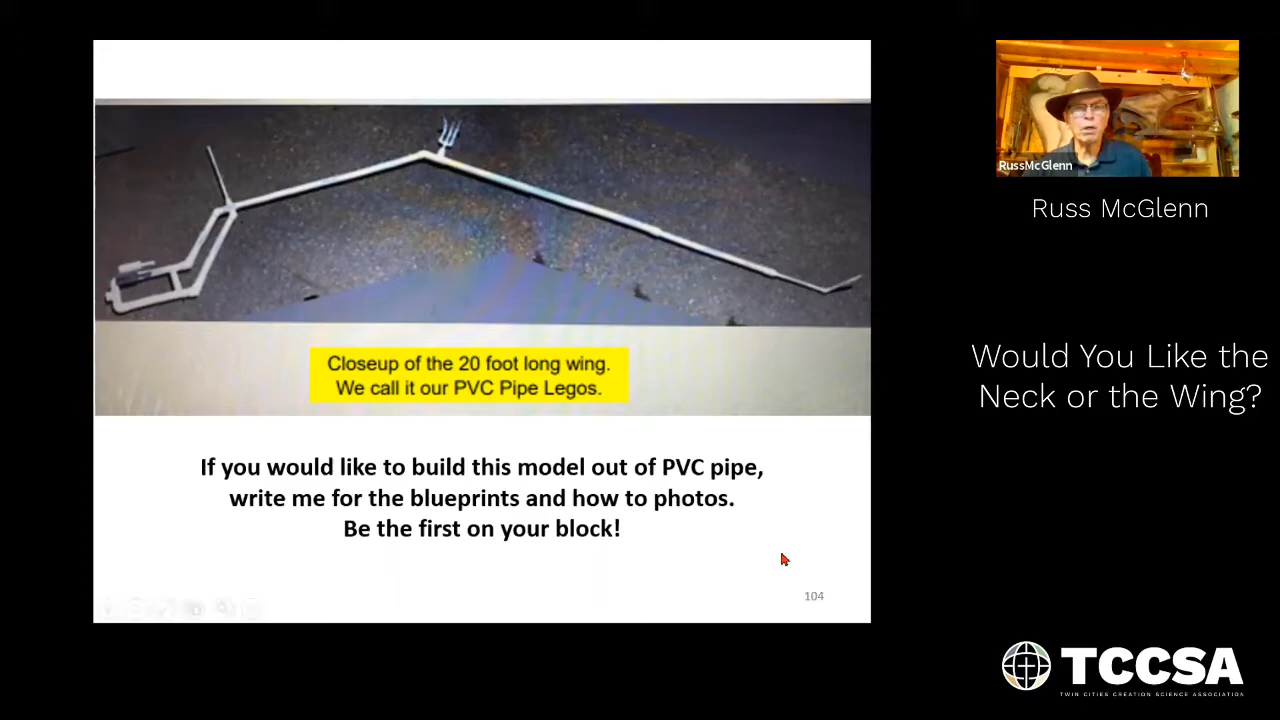 Closeup of the 20 foot long wing.
We call it our PVC Pipe Legos.
If you would like to build this model out of PVC pipe,
write me for the blueprints and how to photos.
Be the first on your block!
104
RussMcGlenn
Russ McGlenn
Would You Like the
Neck or the Wing?
TCCSA
TWIN CITIES CREATION SCIENCE ASSOCIATION